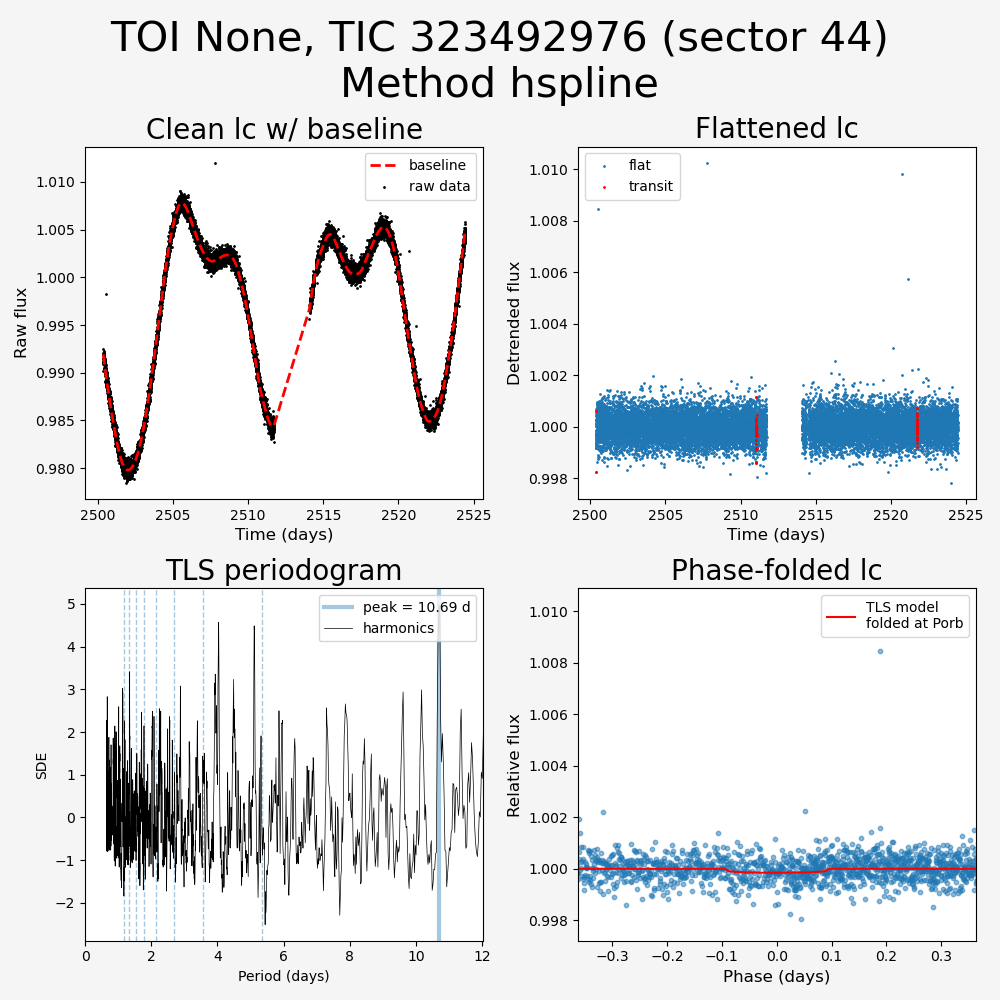 TOI None, TIC 323492976 (sector 44)
Method hspline
Clean lc w/ baseline
Raw flux
1.010
1.005
1.000
0.995
0.990
0.985
0.980
baseline
raw data
2500
2505
2510
2515
2520
2525
Time (days)
Flattened lc
Detrended flux
1.010
1.008
1.006
1.004
1.002
1.000
0.998
flat
transit
2500
2505
2510
2515
2520
2525
Time (days)
TLS periodogram
SDE
5
4
3
2
1
0
−1
−2
peak = 10.69 d
harmonics
0
2
4
6
8
10
12
Period (days)
Phase-folded lc
Relative flux
1.010
1.008
1.006
1.004
1.002
1.000
0.998
TLS model
folded at Porb
−0.3
−0.2
−0.1
0.0
0.1
0.2
0.3
Phase (days)